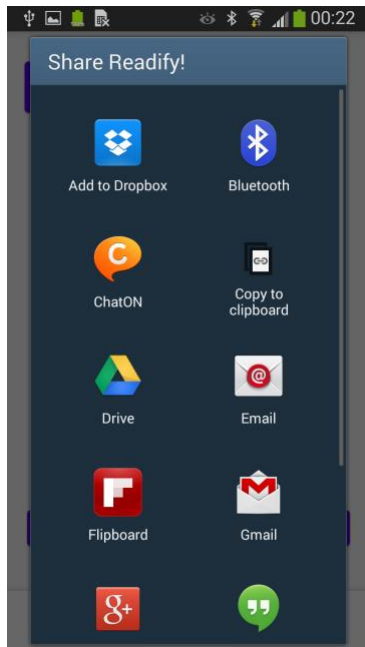 00:22
Share Readify!
Add to Dropbox
Bluetooth
C
ChatON
Copy to
clipboard
Drive
@
Email
Flipboard
Gmail
g+